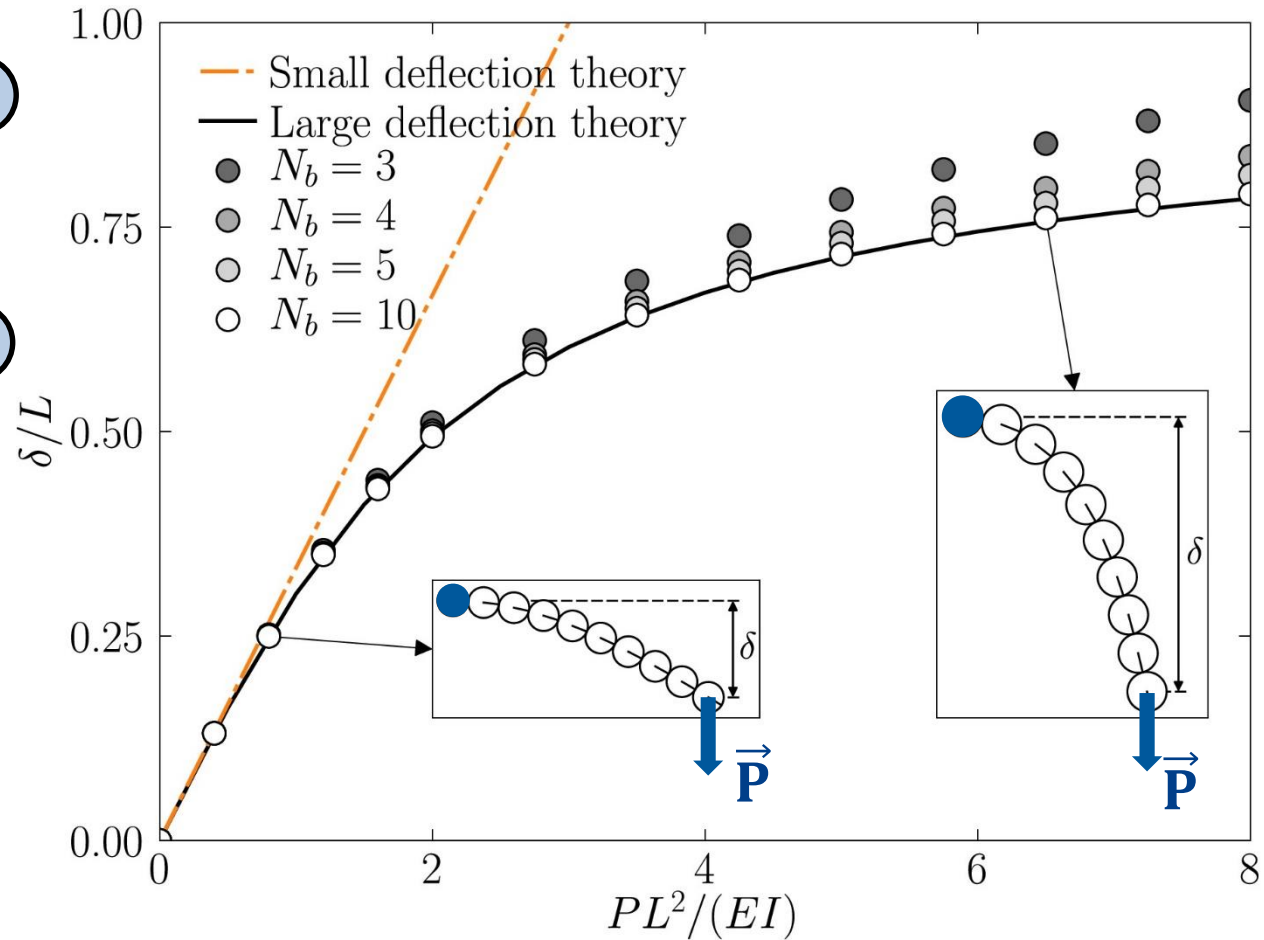 1.00
0.75
0.50
0.25
0.00
δ/L
Small deflection theory
Large deflection theory
N_b = 3
N_b = 4
N_b = 5
N_b = 10
δ
P⃗
δ
P⃗
0 2 4 6 8
PL²/(EI)